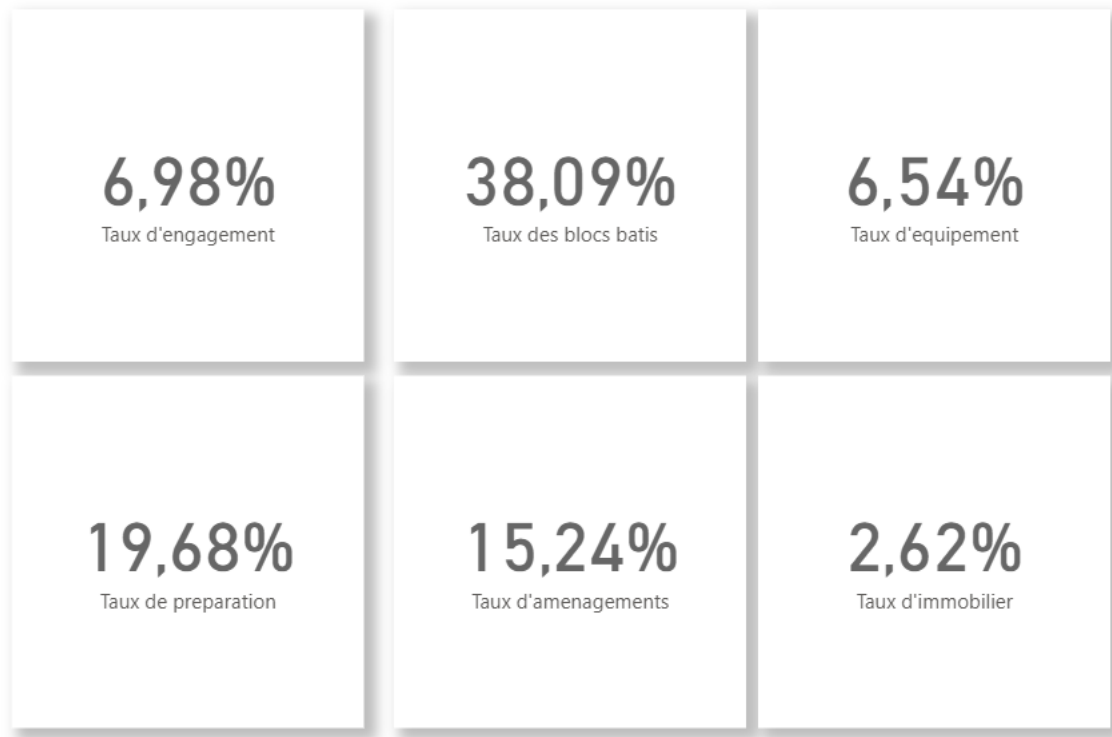 6,98%
Taux d'engagement
38,09%
Taux des blocs batis
6,54%
Taux d'equipement
19,68%
Taux de preparation
15,24%
Taux d'amenagements
2,62%
Taux d'immobilier